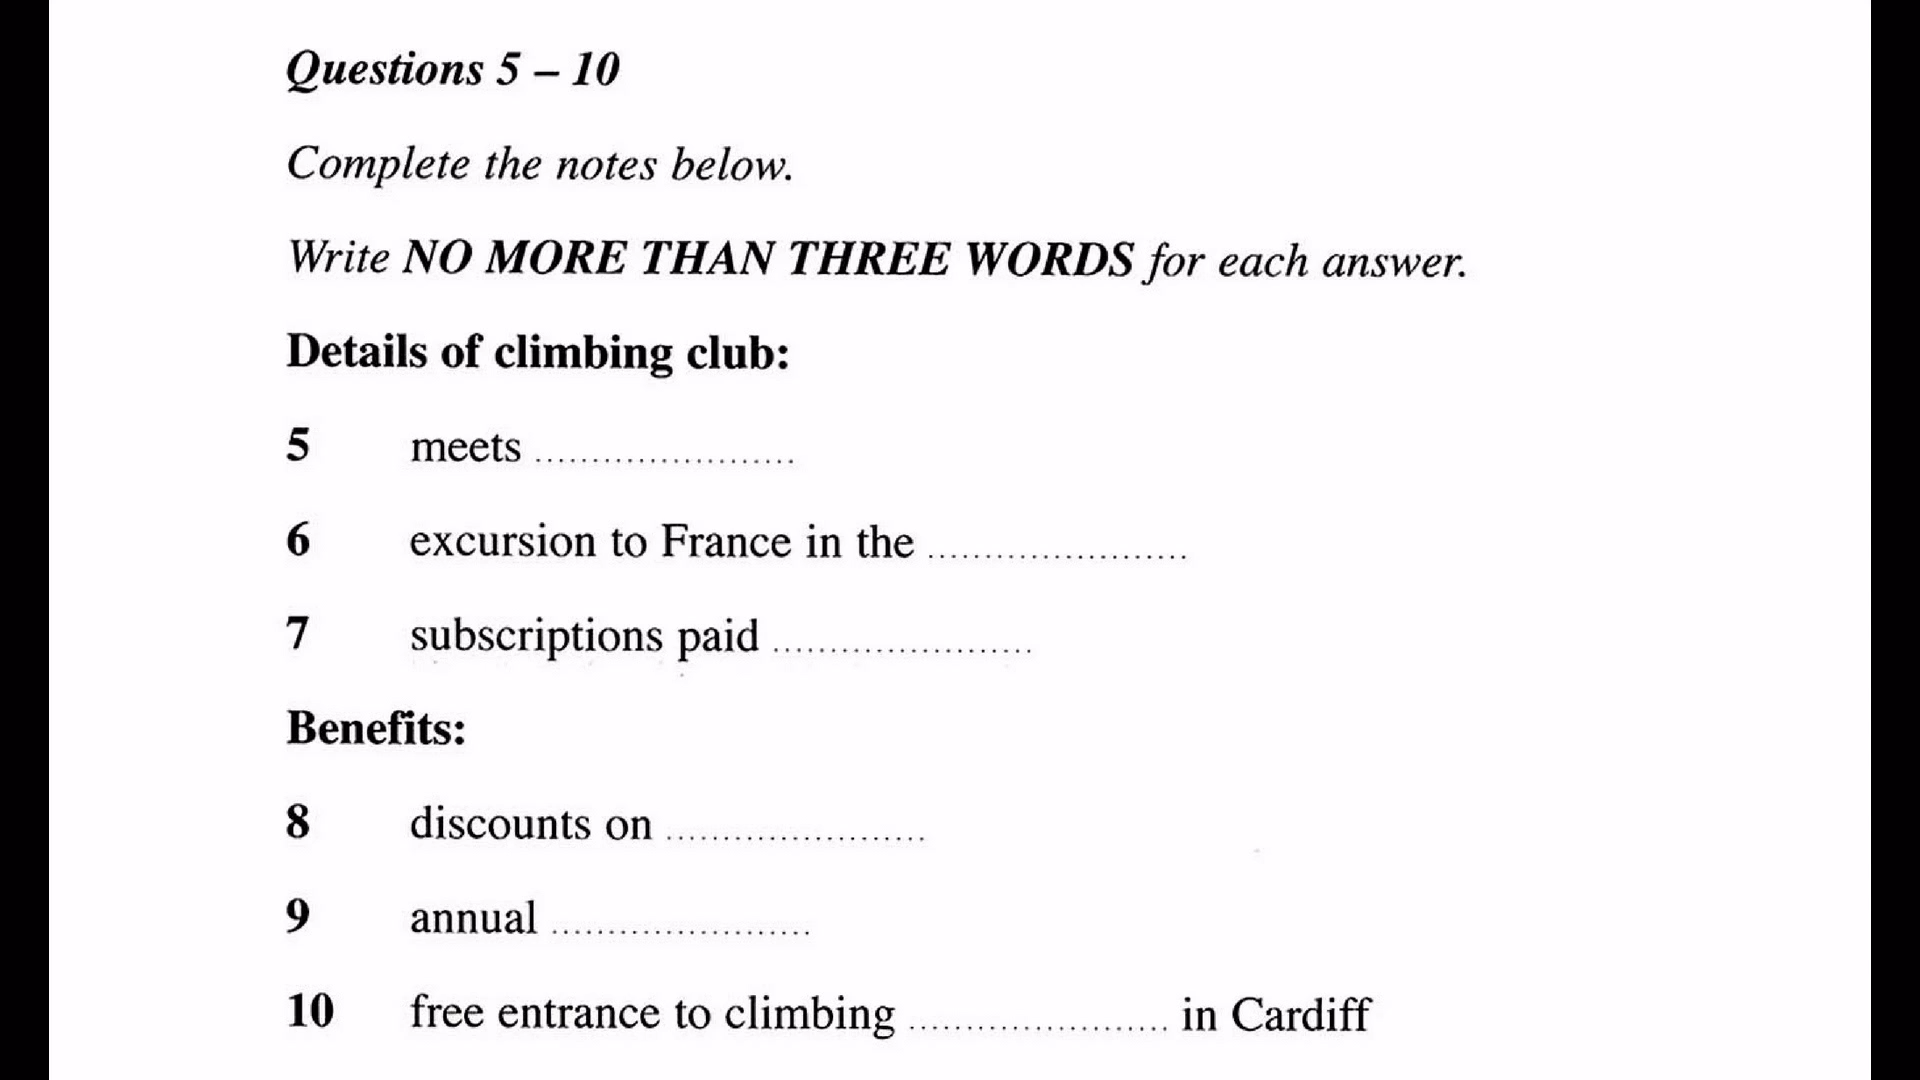 Questions 5 – 10
Complete the notes below.
Write NO MORE THAN THREE WORDS for each answer.
Details of climbing club:
5 meets ......................
6 excursion to France in the ......................
7 subscriptions paid ......................
Benefits:
8 discounts on ......................
9 annual ......................
10 free entrance to climbing ...................... in Cardiff